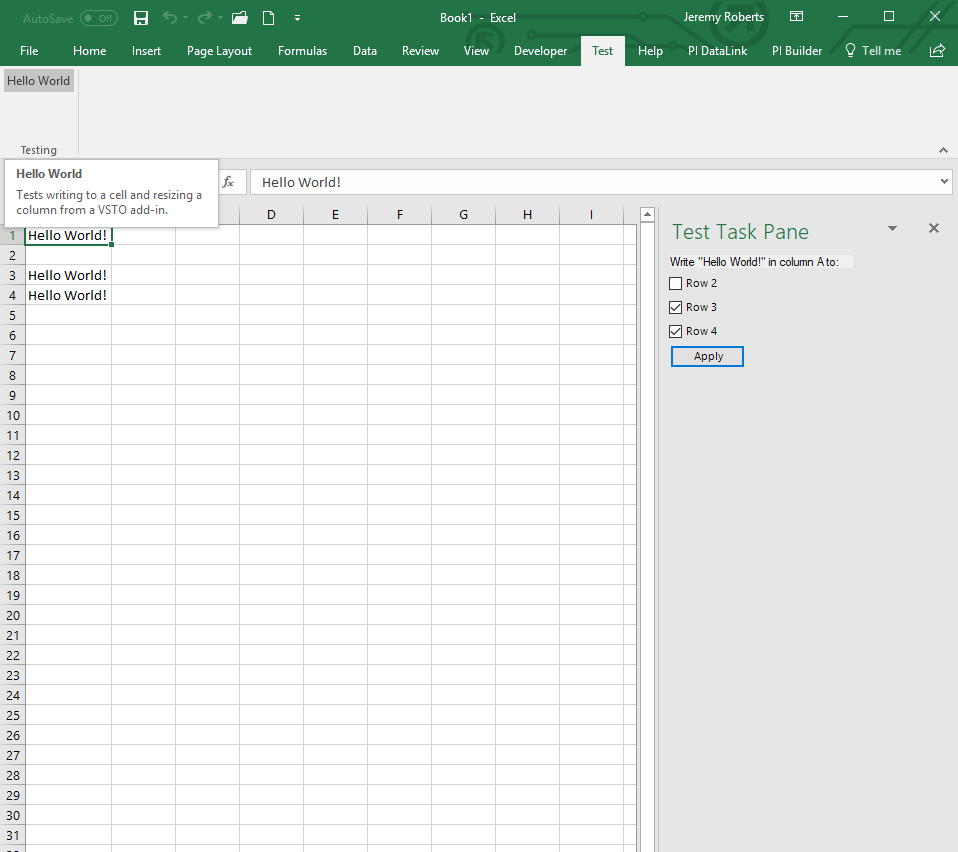 AutoSave Off Book1 - Excel Jeremy Roberts
File Home Insert Page Layout Formulas Data Review View Developer Test Help PI DataLink PI Builder Tell me
Hello World
Testing
Hello World
Tests writing to a cell and resizing a
column from a VSTO add-in.
fx Hello World!
D E F G H I
Test Task Pane
Write "Hello World!" in column A to:
Row 2
Row 3
Row 4
Apply
1 Hello World!
2
3 Hello World!
4 Hello World!
5
6
7
8
9
10
11
12
13
14
15
16
17
18
19
20
21
22
23
24
25
26
27
28
29
30
31